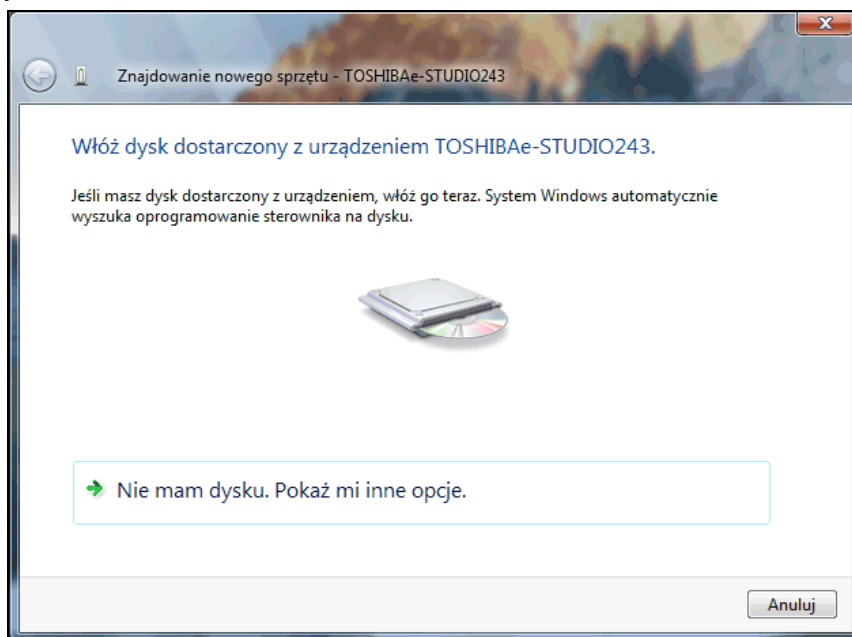 Znajdowanie nowego sprzętu - TOSHIBAe-STUDIO243
Włóż dysk dostarczony z urządzeniem TOSHIBAe-STUDIO243.
Jeśli masz dysk dostarczony z urządzeniem, włóż go teraz. System Windows automatycznie
wyszuka oprogramowanie sterownika na dysku.
Nie mam dysku. Pokaż mi inne opcje.
Anuluj